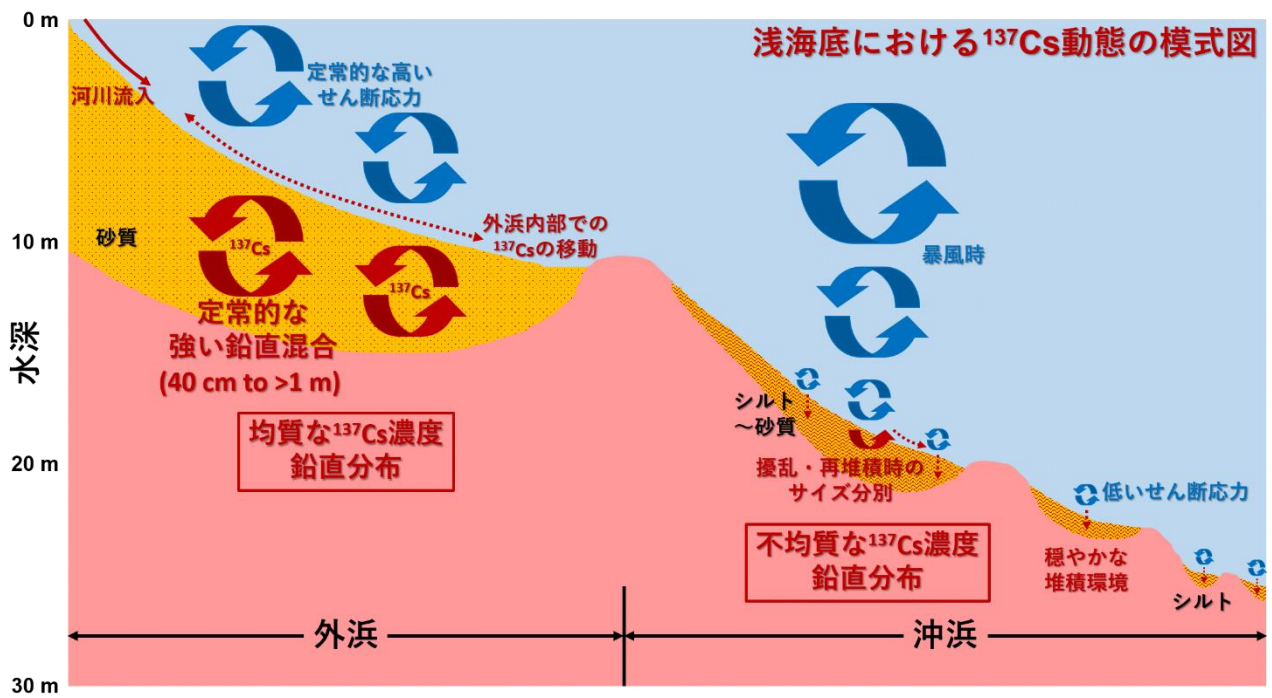 浅海底における¹³⁷Cs動態の模式図
0 m
10 m
20 m
30 m
水深
河川流入
定常的な高い
せん断応力
砂質
¹³⁷Cs
¹³⁷Cs
外浜内部での
¹³⁷Csの移動
定常的な
強い鉛直混合
(40 cm to >1 m)
均質な¹³⁷Cs濃度
鉛直分布
暴風時
シルト
~砂質
擾乱・再堆積時の
サイズ分別
低いせん断応力
不均質な¹³⁷Cs濃度
鉛直分布
穏やかな
堆積環境
シルト
外浜
沖浜